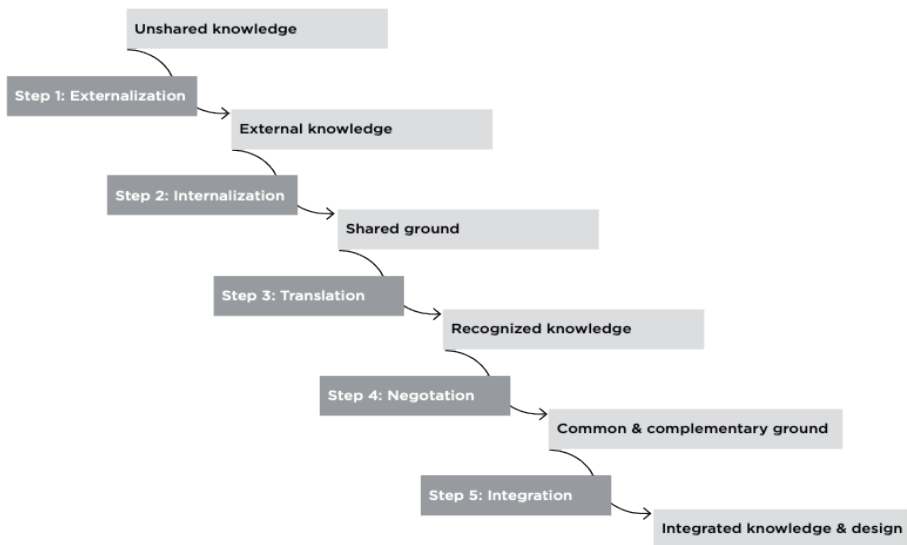 Unshared knowledge
Step 1: Externalization
External knowledge
Step 2: Internalization
Shared ground
Step 3: Translation
Recognized knowledge
Step 4: Negotation
Common & complementary ground
Step 5: Integration
Integrated knowledge & design